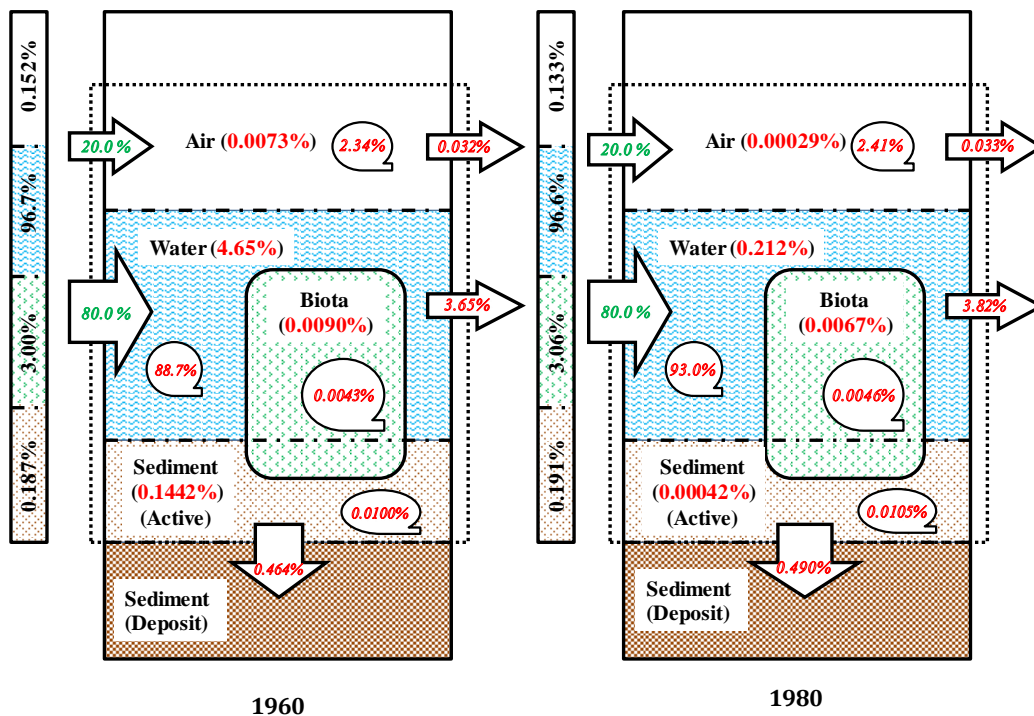 0.152%
96.7%
3.00%
0.187%
20.0 %
Air (0.0073%)
2.34%
0.032%
Water (4.65%)
80.0 %
Biota
(0.0090%)
3.65%
88.7%
0.0043%
Sediment
(0.1442%)
(Active)
0.0100%
0.464%
Sediment
(Deposit)
1960
0.133%
96.6%
3.06%
0.191%
20.0 %
Air (0.00029%)
2.41%
0.033%
Water (0.212%)
80.0 %
Biota
(0.0067%)
3.82%
93.0%
0.0046%
Sediment
(0.00042%)
(Active)
0.0105%
0.490%
Sediment
(Deposit)
1980